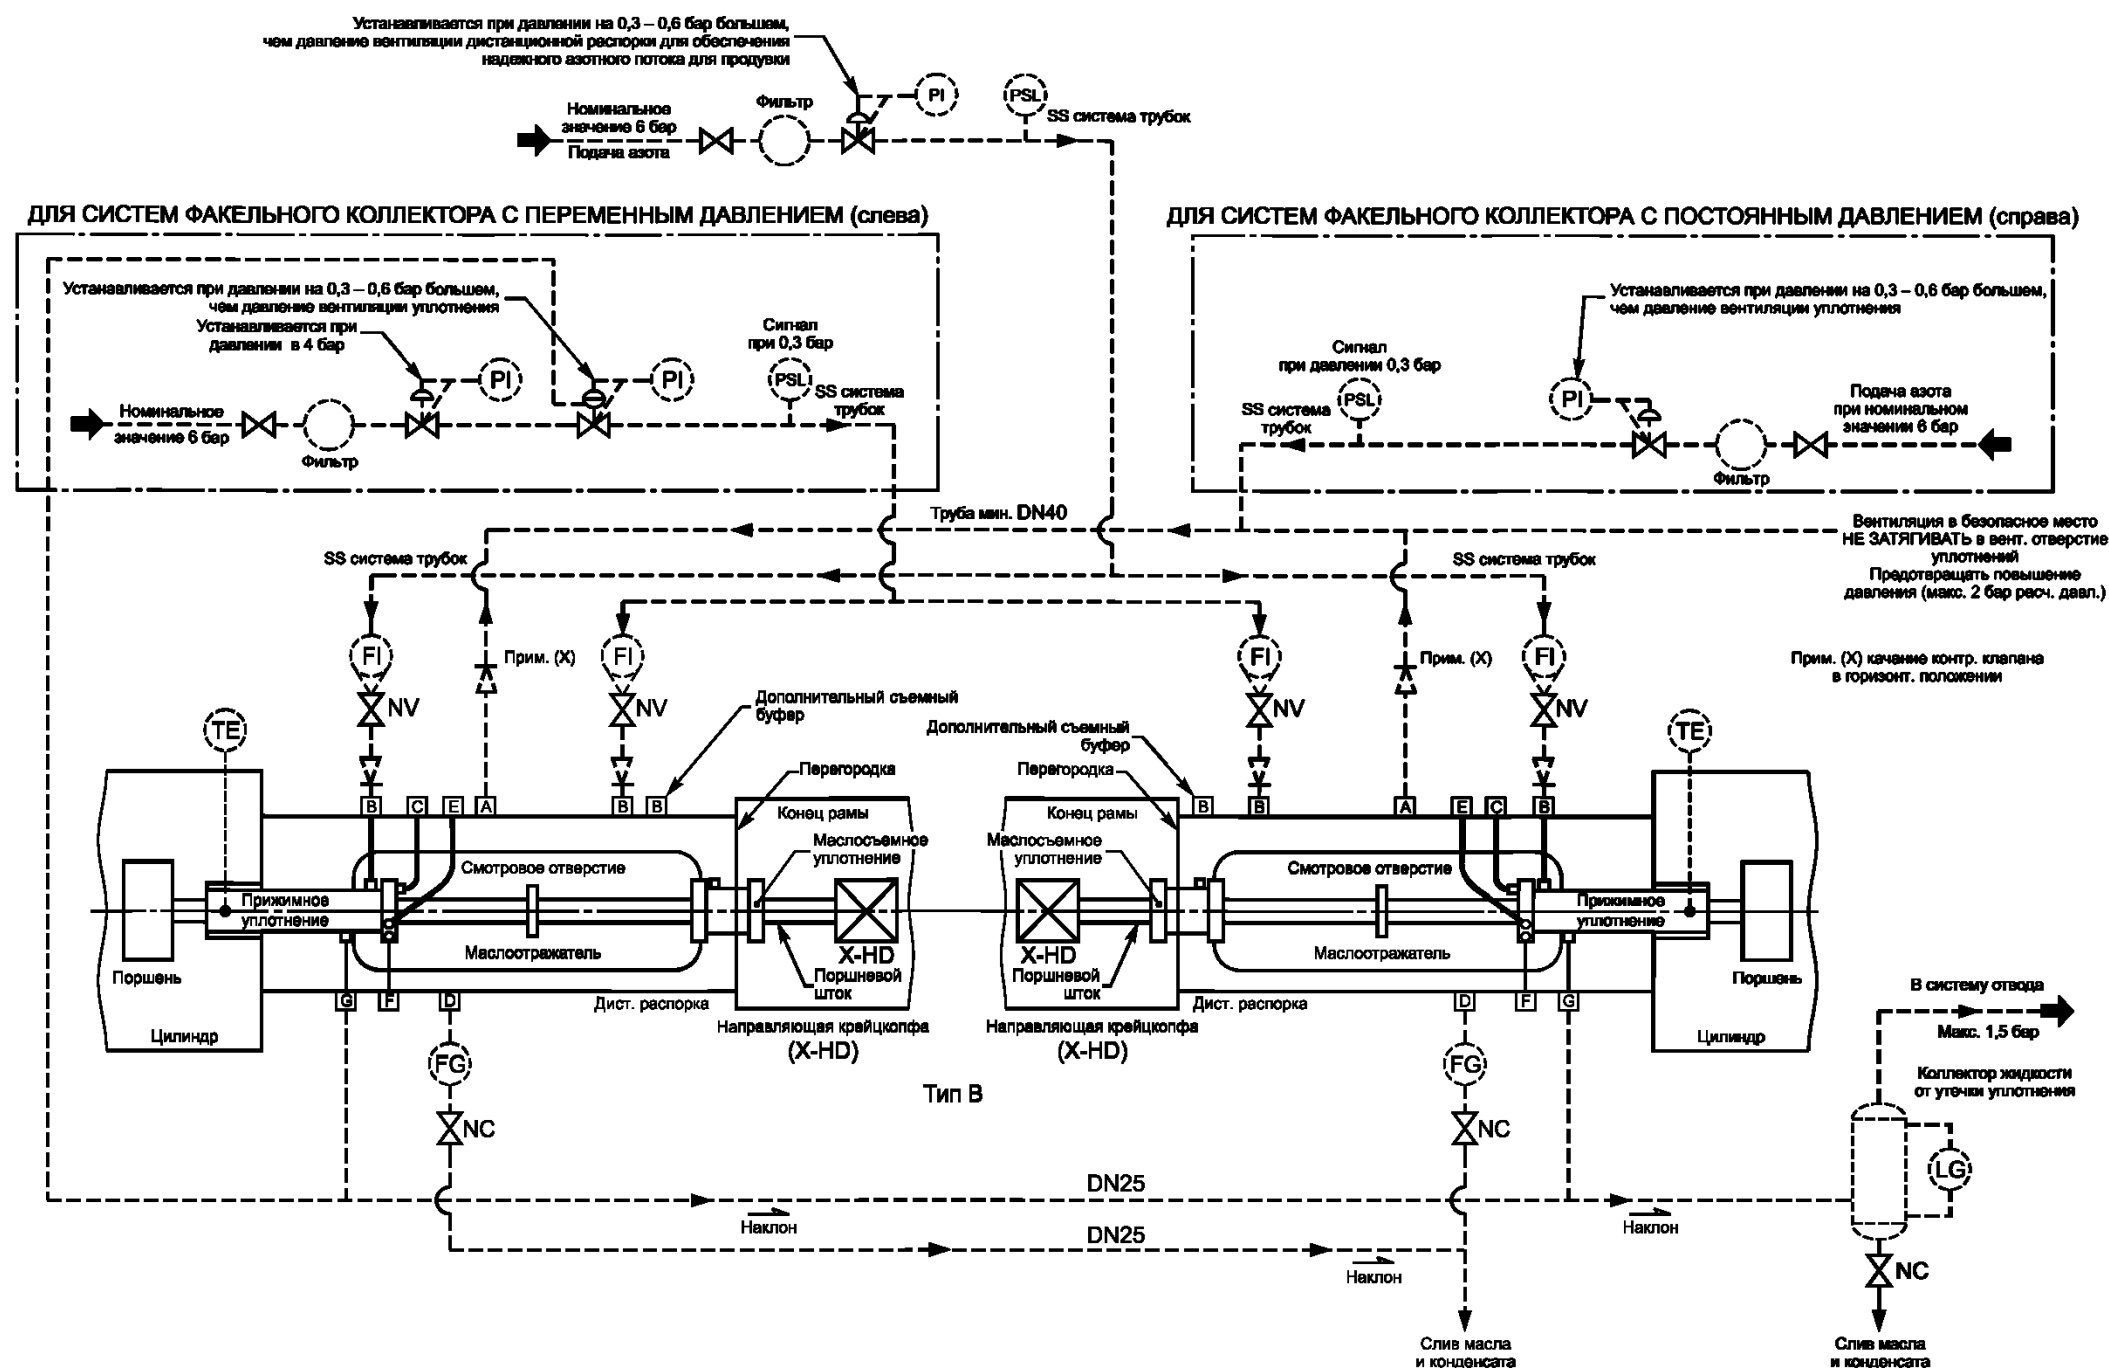 Устанавливается при давлении на 0,3 – 0,6 бар большем,
чем давление вентиляции дистанционной распорки для обеспечения
надежного азотного потока для продувки
Номинальное
значение 6 бар
Подача азота
Фильтр
PI
PSL
SS система трубок
ДЛЯ СИСТЕМ ФАКЕЛЬНОГО КОЛЛЕКТОРА С ПЕРЕМЕННЫМ ДАВЛЕНИЕМ (слева)
Устанавливается при давлении на 0,3 – 0,6 бар большем,
чем давление вентиляции уплотнения
Устанавливается при
давлении в 4 бар
PI
PI
Сигнал
при 0,3 бар
PSL
SS система
трубок
Номинальное
значение 6 бар
Фильтр
ДЛЯ СИСТЕМ ФАКЕЛЬНОГО КОЛЛЕКТОРА С ПОСТОЯННЫМ ДАВЛЕНИЕМ (справа)
Устанавливается при давлении на 0,3 – 0,6 бар большем,
чем давление вентиляции уплотнения
Сигнал
при давлении 0,3 бар
PSL
SS система
трубок
PI
Подача азота
при номинальном
значении 6 бар
Фильтр
Труба мин. DN40
Вентиляция в безопасное место
НЕ ЗАТЯГИВАТЬ в вент. отверстие
уплотнений
Предотвращать повышение
давления (макс. 2 бар расч. давл.)
SS система трубок
SS система трубок
FI
Прим. (X)
FI
FI
Прим. (X)
FI
Прим. (X) качание контр. клапана
в горизонт. положении
NV
NV
NV
NV
TE
Дополнительный съемный
буфер
Дополнительный съемный
буфер
TE
Перегородка
Перегородка
B
C
E
A
B
B
B
B
A
E
C
B
Конец рамы
Маслосъемное
уплотнение
Смотровое отверстие
Прижимное
уплотнение
Маслоотражатель
X-HD
Поршневой
шток
Поршень
Цилиндр
G
F
D
Дист. распорка
Направляющая крейцкопфа
(X-HD)
Конец рамы
Маслосъемное
уплотнение
Смотровое отверстие
Прижимное
уплотнение
Маслоотражатель
X-HD
Поршневой
шток
Поршень
Цилиндр
Дист. распорка
D
F
G
Направляющая крейцкопфа
(X-HD)
В систему отвода
Макс. 1,5 бар
Коллектор жидкости
от утечки уплотнения
FG
NC
Тип B
FG
NC
LG
DN25
Наклон
Наклон
DN25
Наклон
NC
Слив масла
и конденсата
Слив масла
и конденсата